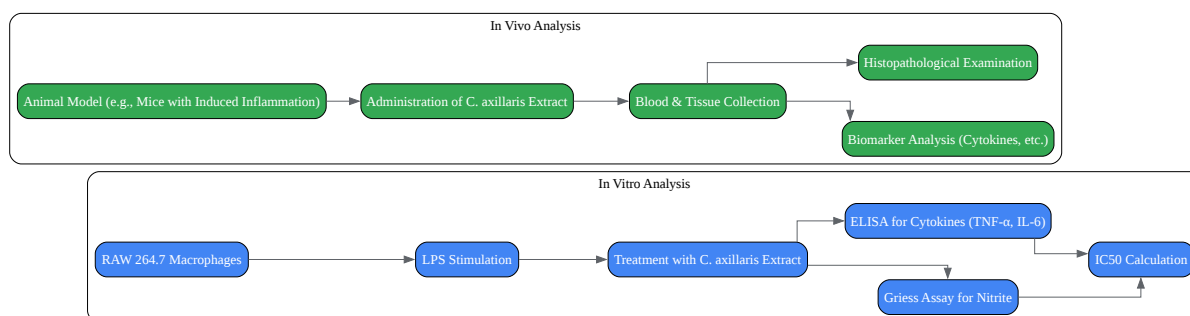 In Vivo Analysis
Histopathological Examination
Animal Model (e.g., Mice with Induced Inflammation)
Administration of C. axillaris Extract
Blood & Tissue Collection
Biomarker Analysis (Cytokines, etc.)
In Vitro Analysis
ELISA for Cytokines (TNF-α, IL-6)
RAW 264.7 Macrophages
LPS Stimulation
Treatment with C. axillaris Extract
IC50 Calculation
Griess Assay for Nitrite